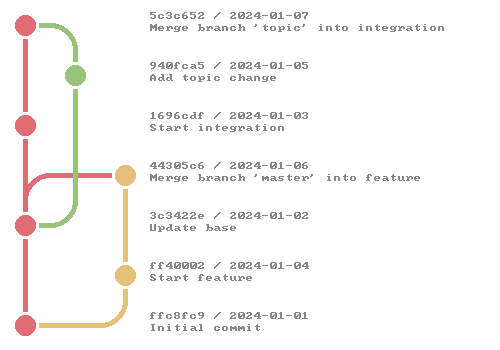 5c3c652 / 2024-01-07
Merge branch 'topic' into integration
940fca5 / 2024-01-05
Add topic change
1696cdf / 2024-01-03
Start integration
44305c6 / 2024-01-06
Merge branch 'master' into feature
3c3422e / 2024-01-02
Update base
ff40002 / 2024-01-04
Start feature
ffc8fc9 / 2024-01-01
Initial commit